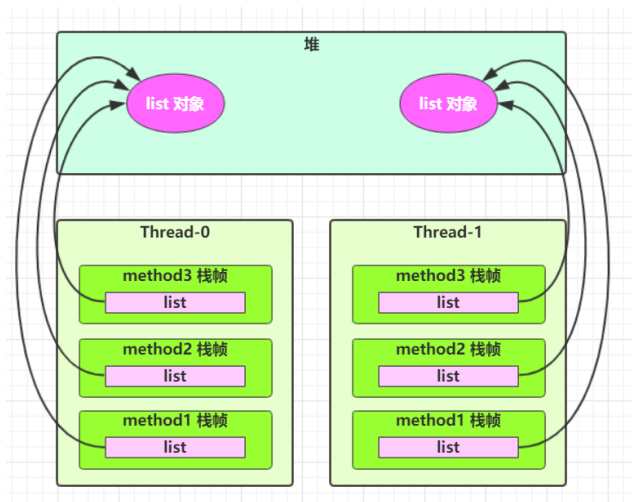 堆
list 对象
list 对象
Thread-0
method3 栈帧
list
method2 栈帧
list
method1 栈帧
list
Thread-1
method3 栈帧
list
method2 栈帧
list
method1 栈帧
list